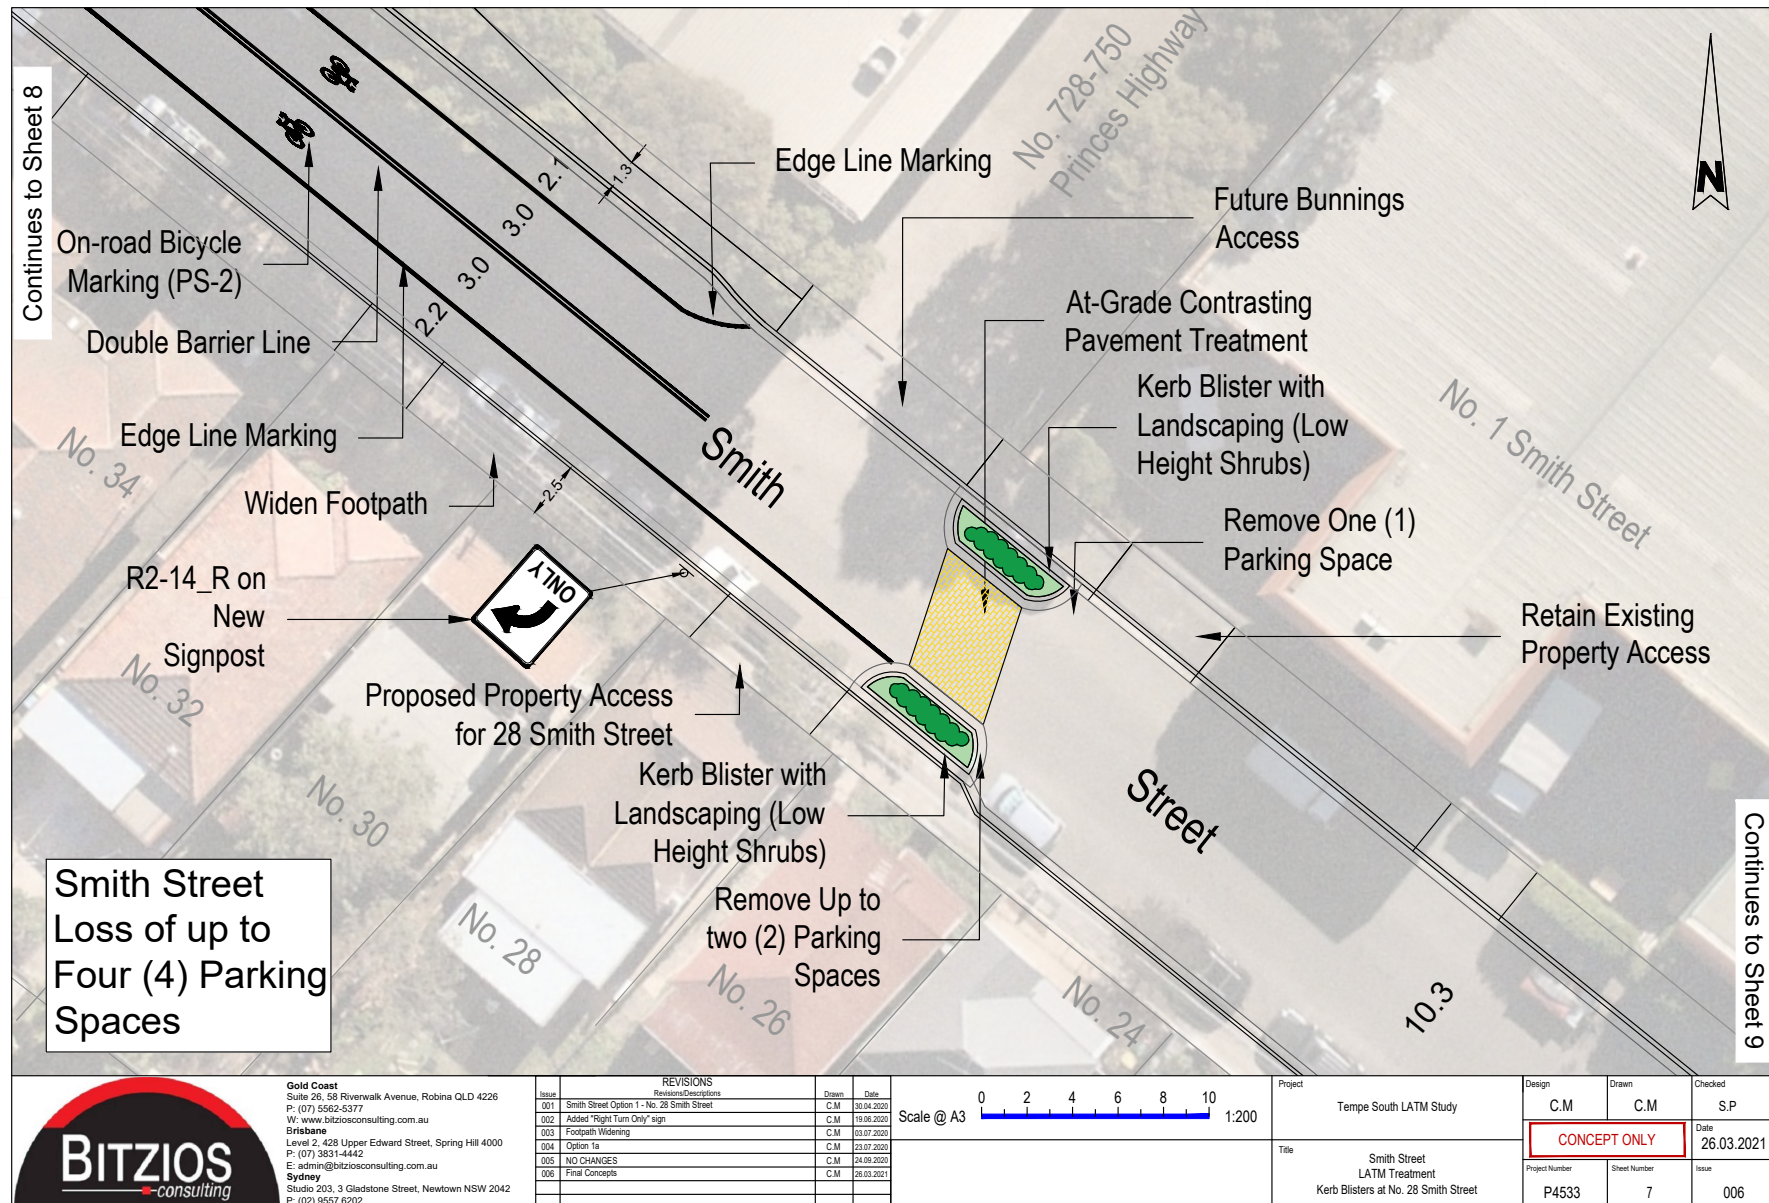 Continues to Sheet 8
No. 728-750
Princes Highway
Edge Line Marking
N
Future Bunnings
Access
2.1
1.3
3.0
3.0
2.2
On-road Bicycle
Marking (PS-2)
Double Barrier Line
At-Grade Contrasting
Pavement Treatment
Kerb Blister with
Landscaping (Low
Height Shrubs)
No. 1 Smith Street
Edge Line Marking
No. 34
Widen Footpath
2.5
Smith
Remove One (1)
Parking Space
R2-14_R on
New
Signpost
ONLY
Retain Existing
Property Access
No. 32
Proposed Property Access
for 28 Smith Street
Kerb Blister with
Landscaping (Low
Height Shrubs)
Street
No. 30
Remove Up to
two (2) Parking
Spaces
No. 28
No. 26
No. 24
10.3
Continues to Sheet 9
Smith Street
Loss of up to
Four (4) Parking
Spaces
BITZIOS
consulting
Gold Coast
Suite 26, 58 Riverwalk Avenue, Robina QLD 4226
P: (07) 5562-5377
W: www.bitziosconsulting.com.au
Brisbane
Level 2, 428 Upper Edward Street, Spring Hill 4000
P: (07) 3831-4442
E: admin@bitziosconsulting.com.au
Sydney
Studio 203, 3 Gladstone Street, Newtown NSW 2042
P: (02) 9557 6202
REVISIONS
Issue Revisions/Descriptions Drawn Date
001 Smith Street Option 1 - No. 28 Smith Street C.M 30.04.2020
002 Added "Right Turn Only" sign C.M 19.06.2020
003 Footpath Widening C.M 03.07.2020
004 Option 1a C.M 23.07.2020
005 NO CHANGES C.M 24.09.2020
006 Final Concepts C.M 26.03.2021
Scale @ A3 0 2 4 6 8 10 1:200
Project
Tempe South LATM Study
Title
Smith Street
LATM Treatment
Kerb Blisters at No. 28 Smith Street
Design Drawn Checked
C.M C.M S.P
CONCEPT ONLY
Date
26.03.2021
Project Number Sheet Number Issue
P4533 7 006